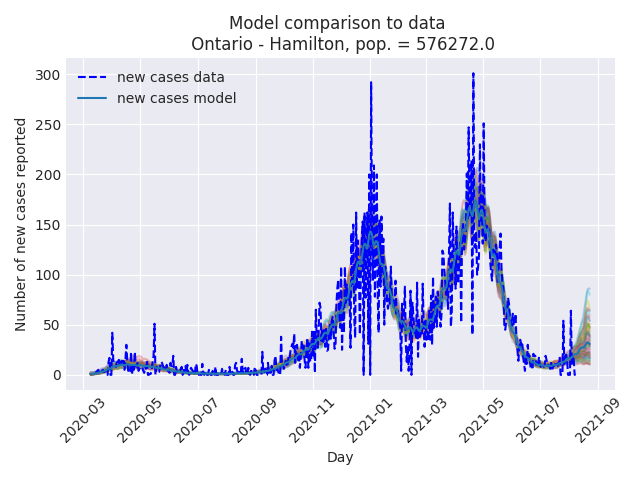 Model comparison to data
Ontario - Hamilton, pop. = 576272.0
new cases data
new cases model
Number of new cases reported
300
250
200
150
100
50
0
2020-03
2020-05
2020-07
2020-09
2020-11
2021-01
2021-03
2021-05
2021-07
2021-09
Day